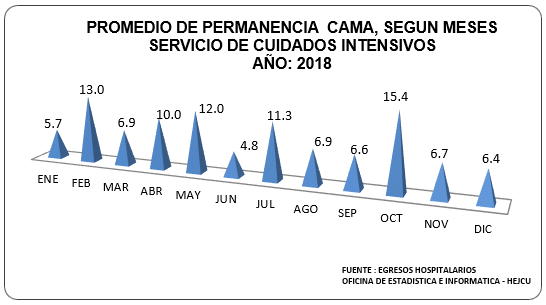 PROMEDIO DE PERMANENCIA CAMA, SEGUN MESES
SERVICIO DE CUIDADOS INTENSIVOS
AÑO: 2018
5.7
13.0
6.9
10.0
12.0
4.8
11.3
6.9
6.6
15.4
6.7
6.4
ENE
FEB
MAR
ABR
MAY
JUN
JUL
AGO
SEP
OCT
NOV
DIC
FUENTE : EGRESOS HOSPITALARIOS
OFICINA DE ESTADISTICA E INFORMATICA - HEJCU